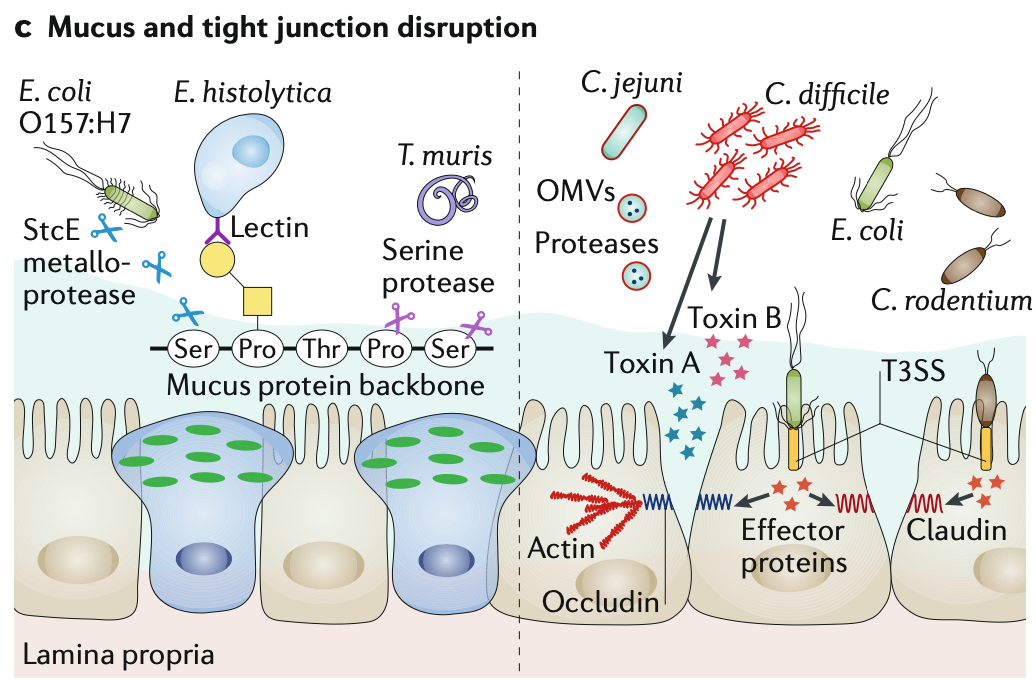 c Mucus and tight junction disruption
E. coli
O157:H7
E. histolytica
T. muris
StcE
metallo-
protease
Lectin
Serine
protease
Ser Pro Thr Pro Ser
Mucus protein backbone
Lamina propria
C. jejuni
C. difficile
OMVs
Proteases
E. coli
C. rodentium
Toxin B
Toxin A
T3SS
Actin
Effector
proteins
Claudin
Occludin